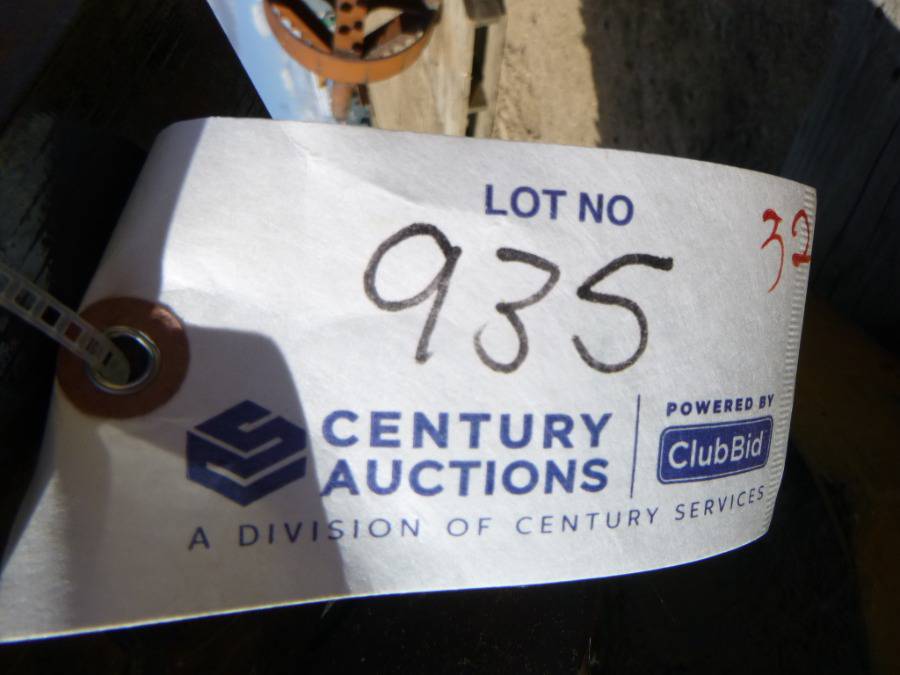 LOT NO
935
32
CENTURY
AUCTIONS
POWERED BY
ClubBid
A DIVISION OF CENTURY SERVICES